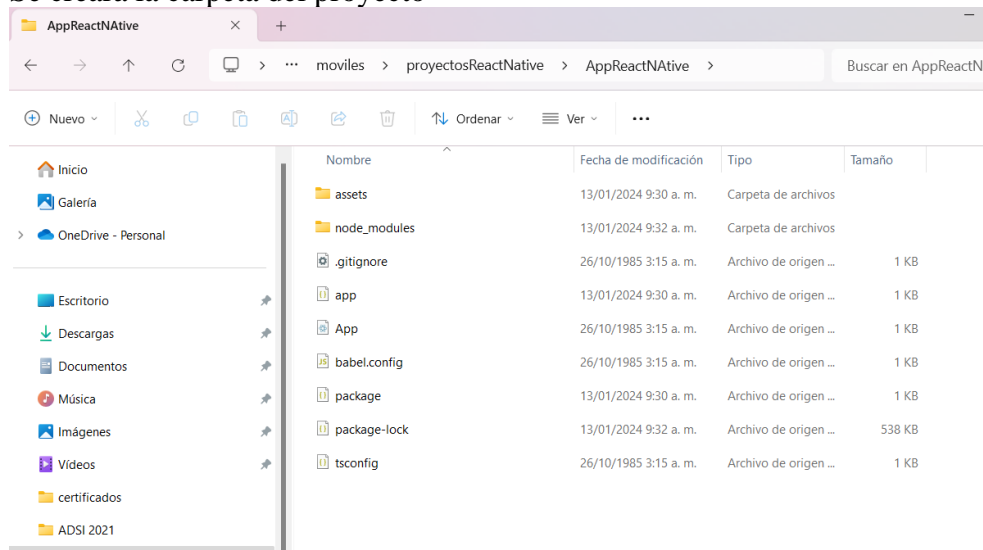 Se creara la carpeta del proyecto
AppReactNAtive
moviles > proyectosReactNative > AppReactNAtive >
Buscar en AppReactN
Nuevo
Ordenar
Ver
Nombre Fecha de modificación Tipo Tamaño
Inicio
Galería
OneDrive - Personal
Escritorio
Descargas
Documentos
Música
Imágenes
Vídeos
certificados
ADSI 2021
assets 13/01/2024 9:30 a. m. Carpeta de archivos
node_modules 13/01/2024 9:32 a. m. Carpeta de archivos
.gitignore 26/10/1985 3:15 a. m. Archivo de origen ... 1 KB
app 13/01/2024 9:30 a. m. Archivo de origen ... 1 KB
App 26/10/1985 3:15 a. m. Archivo de origen ... 1 KB
babel.config 26/10/1985 3:15 a. m. Archivo de origen ... 1 KB
package 13/01/2024 9:30 a. m. Archivo de origen ... 1 KB
package-lock 13/01/2024 9:32 a. m. Archivo de origen ... 538 KB
tsconfig 26/10/1985 3:15 a. m. Archivo de origen ... 1 KB